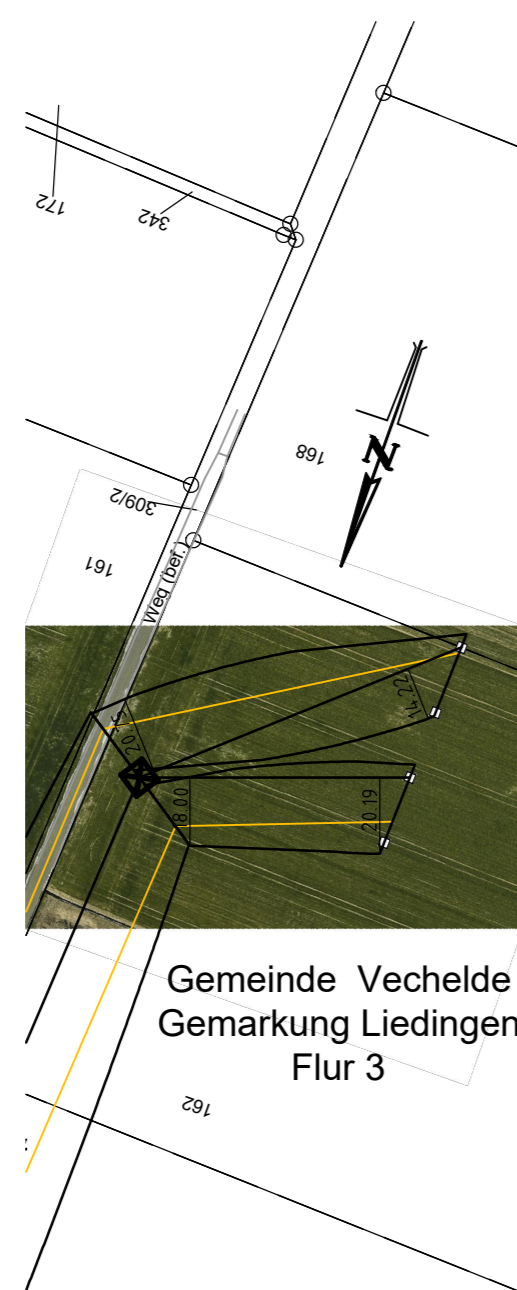 172
342
168
N
309/2
161
Weg (bef.)
14.22
18.00
20.19
Gemeinde Vechelde
Gemarkung Liedingen
Flur 3
162